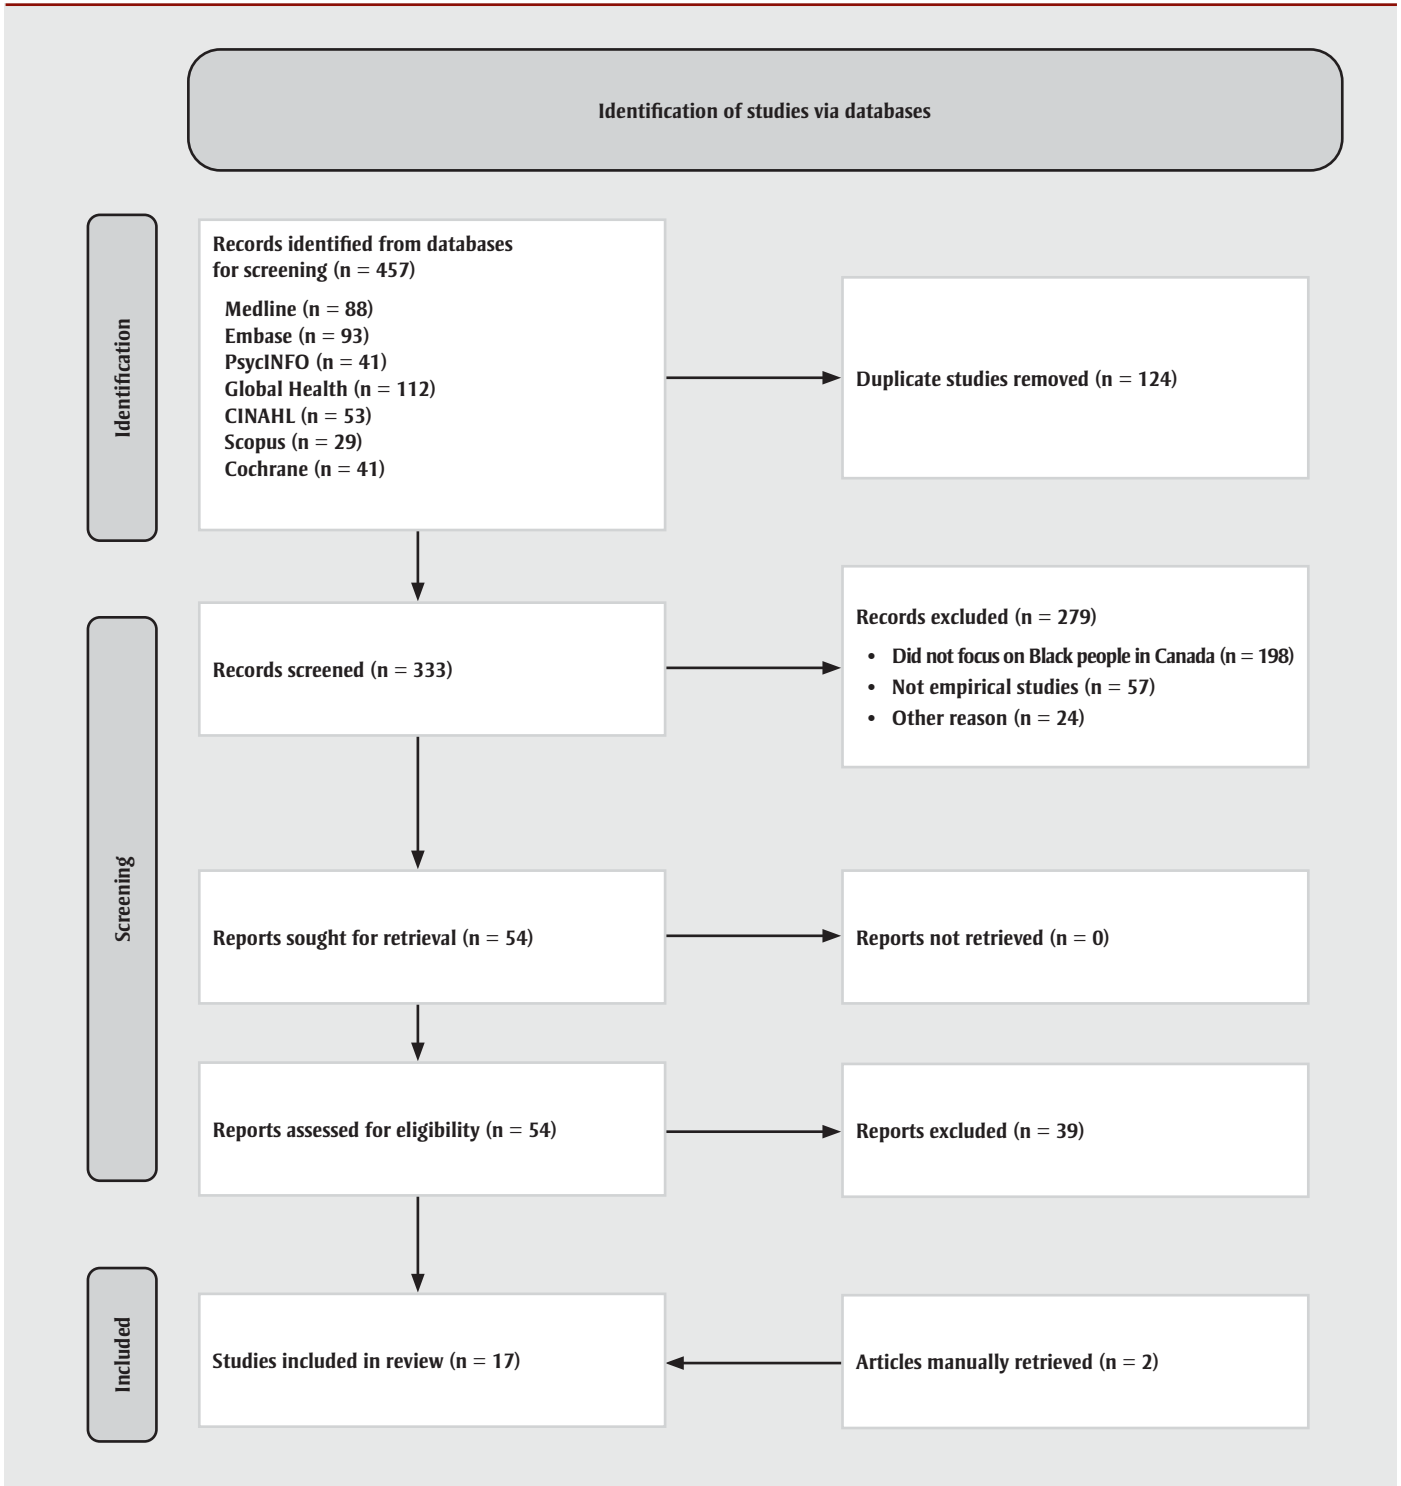 Identification of studies via databases
Identification
Records identified from databases
for screening (n = 457)
Medline (n = 88)
Embase (n = 93)
PsycINFO (n = 41)
Global Health (n = 112)
CINAHL (n = 53)
Scopus (n = 29)
Cochrane (n = 41)
Duplicate studies removed (n = 124)
Screening
Records screened (n = 333)
Records excluded (n = 279)
• Did not focus on Black people in Canada (n = 198)
• Not empirical studies (n = 57)
• Other reason (n = 24)
Reports sought for retrieval (n = 54)
Reports not retrieved (n = 0)
Reports assessed for eligibility (n = 54)
Reports excluded (n = 39)
Included
Studies included in review (n = 17)
Articles manually retrieved (n = 2)